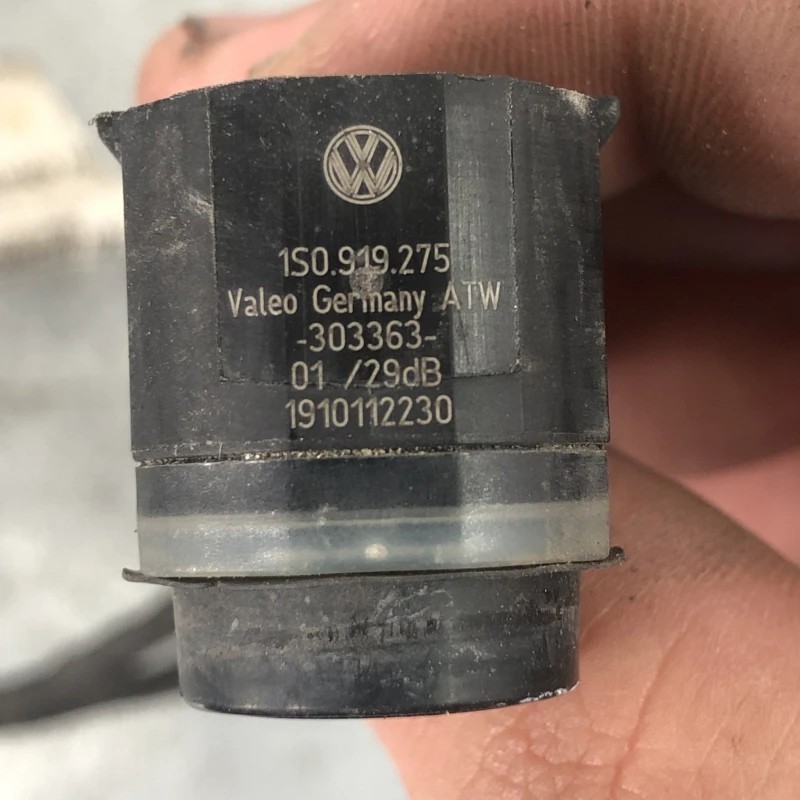 1S0.919.275
Valeo Germany ATW
-303363-
01 /29dB
1910112230